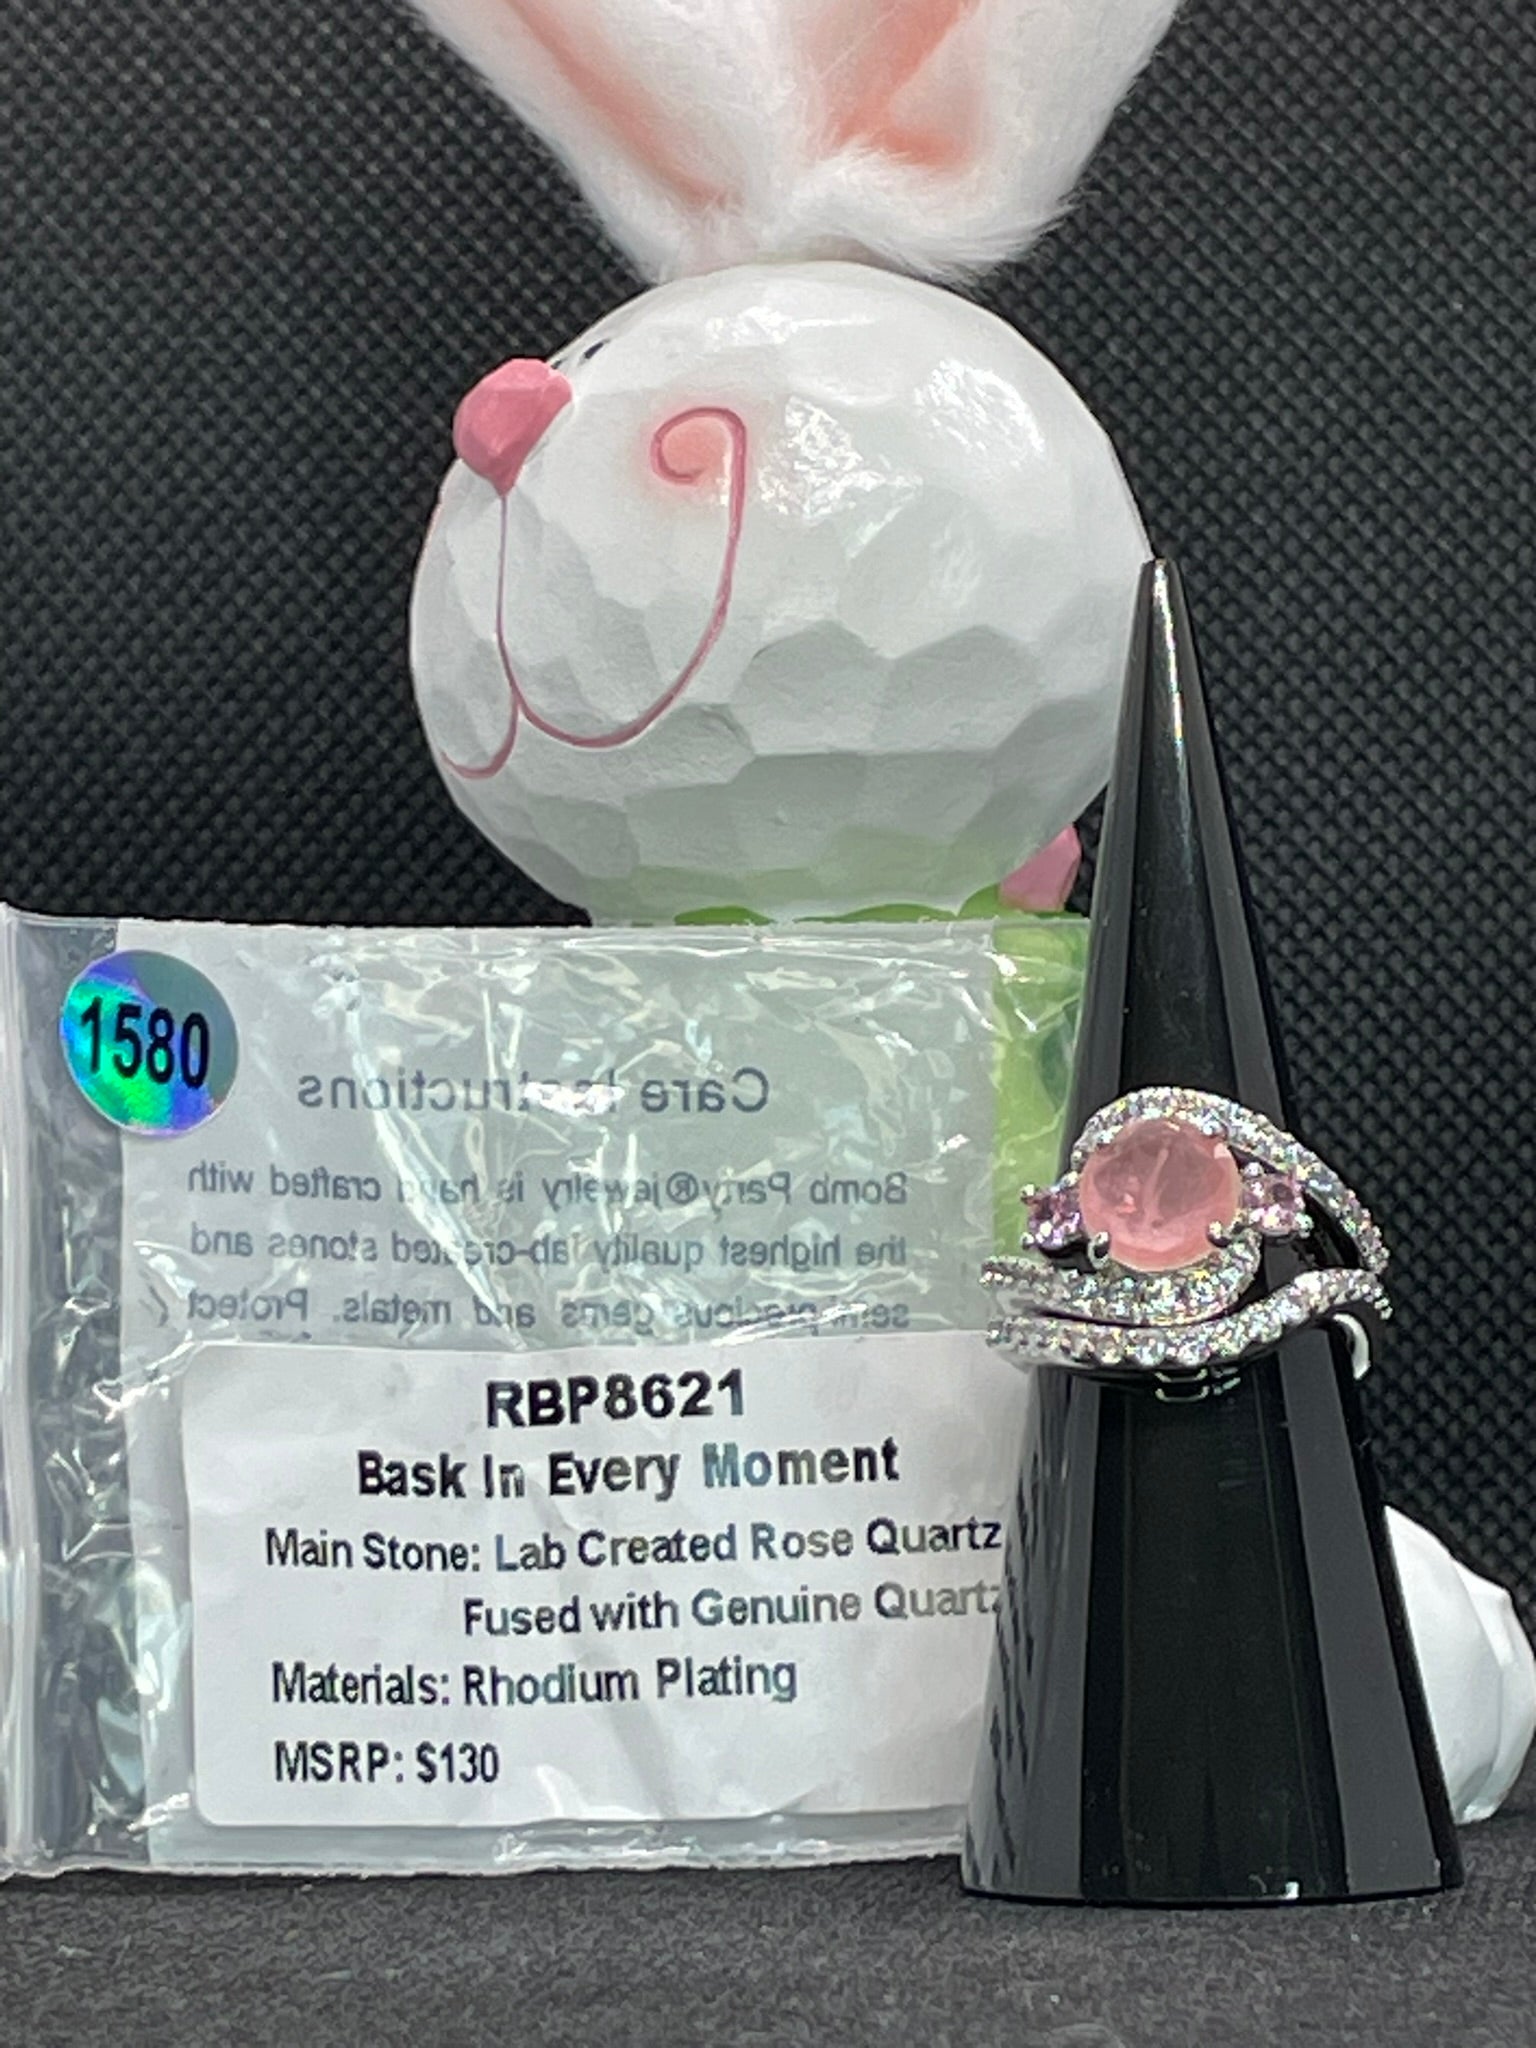 1580
Care Instructions
Bomb Party® jewelry is hand crafted with
the highest quality lab-created stones and
semi-precious gems and metals. Protect
RBP8621
Bask In Every Moment
Main Stone: Lab Created Rose Quartz
Fused with Genuine Quartz
Materials: Rhodium Plating
MSRP: $130